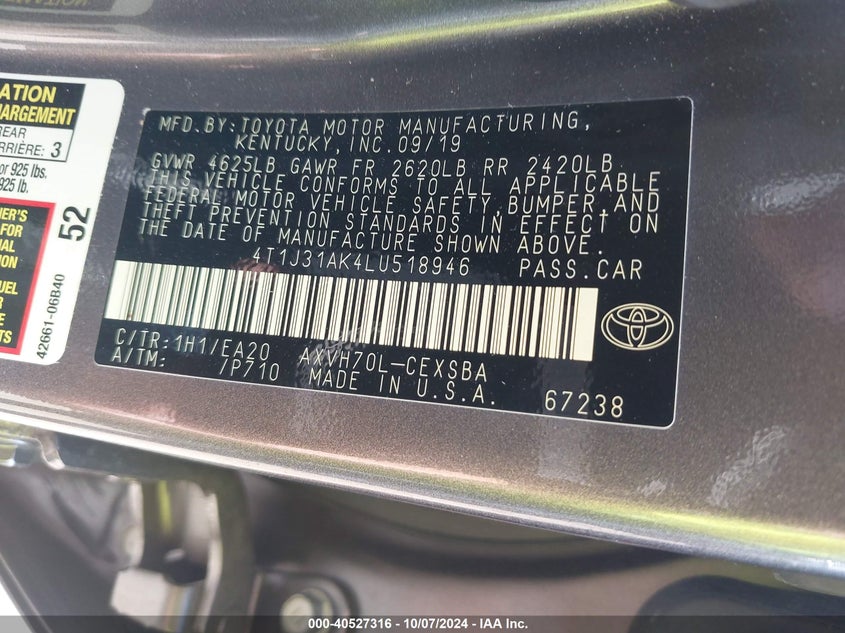 ATION
HARGEMENT
REAR
ARRIÈRE: 3
or 925 lbs.
925 lb.
52
42661-06B40
MFD. BY: TOYOTA MOTOR MANUFACTURING,
KENTUCKY, INC. 09/19
GVWR 4625LB GAWR FR 2620LB RR 2420LB
THIS VEHICLE CONFORMS TO ALL APPLICABLE
FEDERAL MOTOR VEHICLE SAFETY, BUMPER, AND
THEFT PREVENTION STANDARDS IN EFFECT ON
THE DATE OF MANUFACTURE SHOWN ABOVE.
4T1J31AK4LU518946 PASS.CAR
C/TR: 1H1/EA20 AXVH70L-CEXSBA
A/TM: /P710 MADE IN U.S.A.
67238
000-40527316 - 10/07/2024 - IAA Inc.